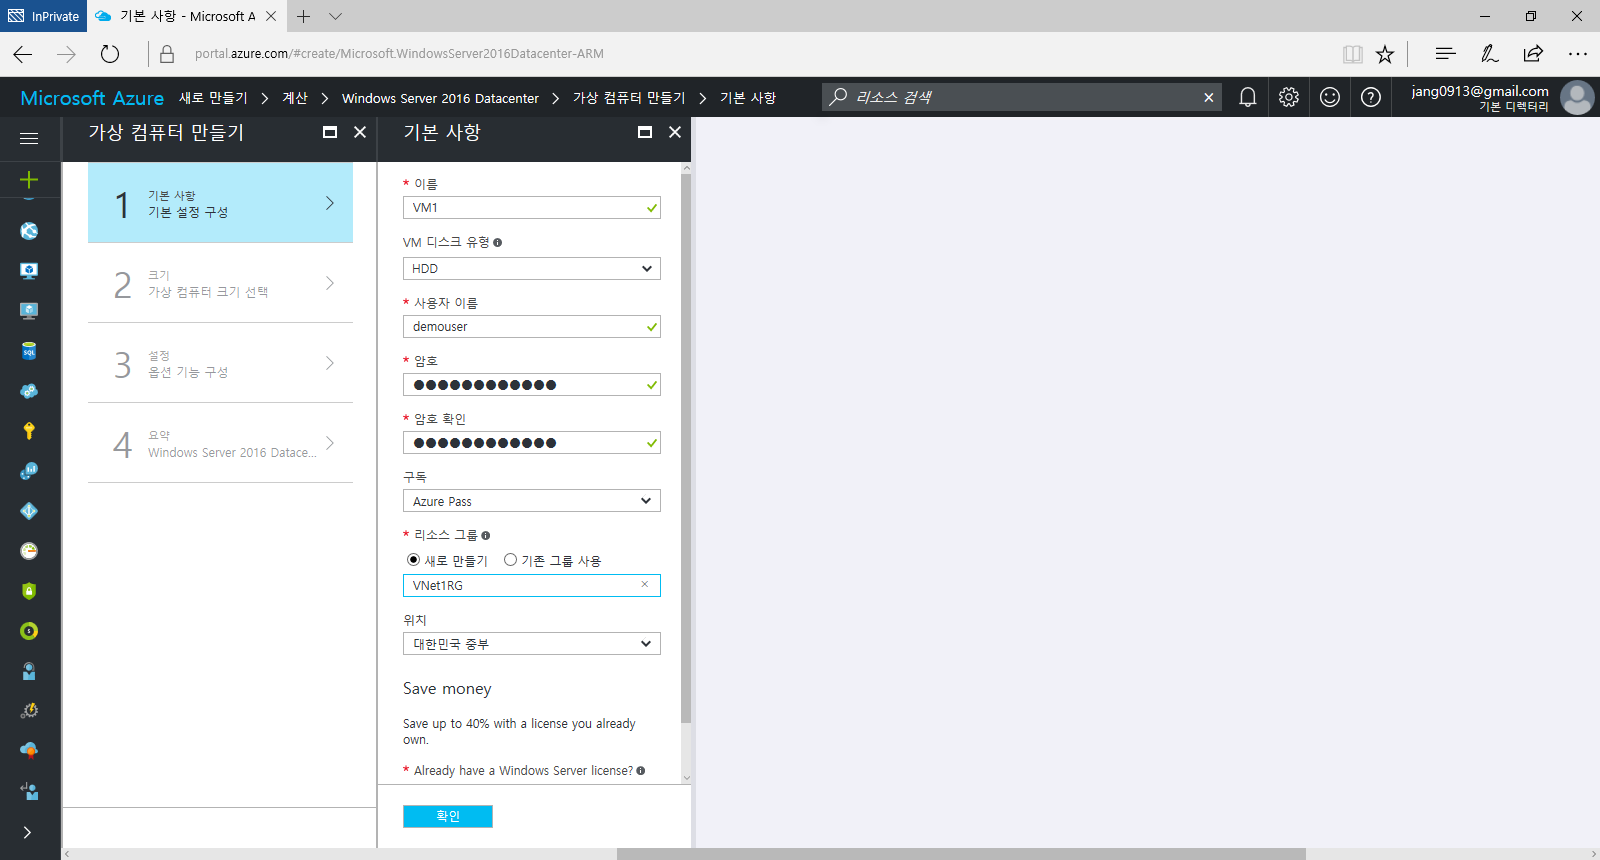 InPrivate
기본 사항 - Microsoft A
portal.azure.com/#create/Microsoft.WindowsServer2016Datacenter-ARM
Microsoft Azure
새로 만들기 > 계산 > Windows Server 2016 Datacenter > 가상 컴퓨터 만들기 > 기본 사항
리소스 검색
jang0913@gmail.com
기본 디렉터리
가상 컴퓨터 만들기
1
기본 사항
기본 설정 구성
2
크기
가상 컴퓨터 크기 선택
3
설정
옵션 기능 구성
4
요약
Windows Server 2016 Datace...
기본 사항
* 이름
VM1
VM 디스크 유형
HDD
* 사용자 이름
demouser
* 암호
●●●●●●●●●●●●
* 암호 확인
●●●●●●●●●●●●
구독
Azure Pass
* 리소스 그룹
새로 만들기 기존 그룹 사용
VNet1RG
위치
대한민국 중부
Save money
Save up to 40% with a license you already
own.
* Already have a Windows Server license?
확인